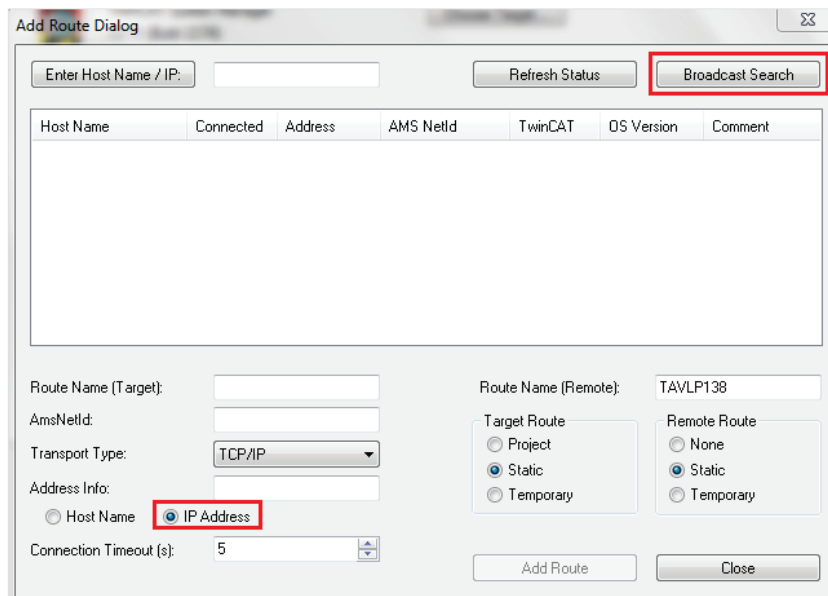 Add Route Dialog
Enter Host Name / IP: Refresh Status Broadcast Search
Host Name Connected Address AMS NetId TwinCAT OS Version Comment
Route Name (Target): Route Name (Remote): TAVLP138
AmsNetId: Target Route Remote Route
Project None
Transport Type: TCP/IP
Static Static
Address Info: Temporary Temporary
Host Name IP Address
Connection Timeout (s): 5
Add Route Close